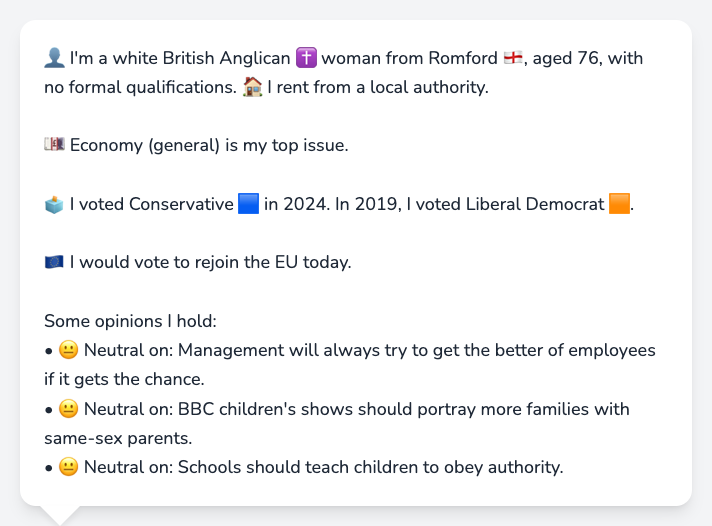 👤 I'm a white British Anglican ✝️ woman from Romford 🏴󠁧󠁢󠁥󠁮󠁧󠁿, aged 76, with
no formal qualifications. 🏠 I rent from a local authority.
💷 Economy (general) is my top issue.
🗳️ I voted Conservative 🟦 in 2024. In 2019, I voted Liberal Democrat 🟧.
🇪🇺 I would vote to rejoin the EU today.
Some opinions I hold:
• 😐 Neutral on: Management will always try to get the better of employees
if it gets the chance.
• 😐 Neutral on: BBC children's shows should portray more families with
same-sex parents.
• 😐 Neutral on: Schools should teach children to obey authority.